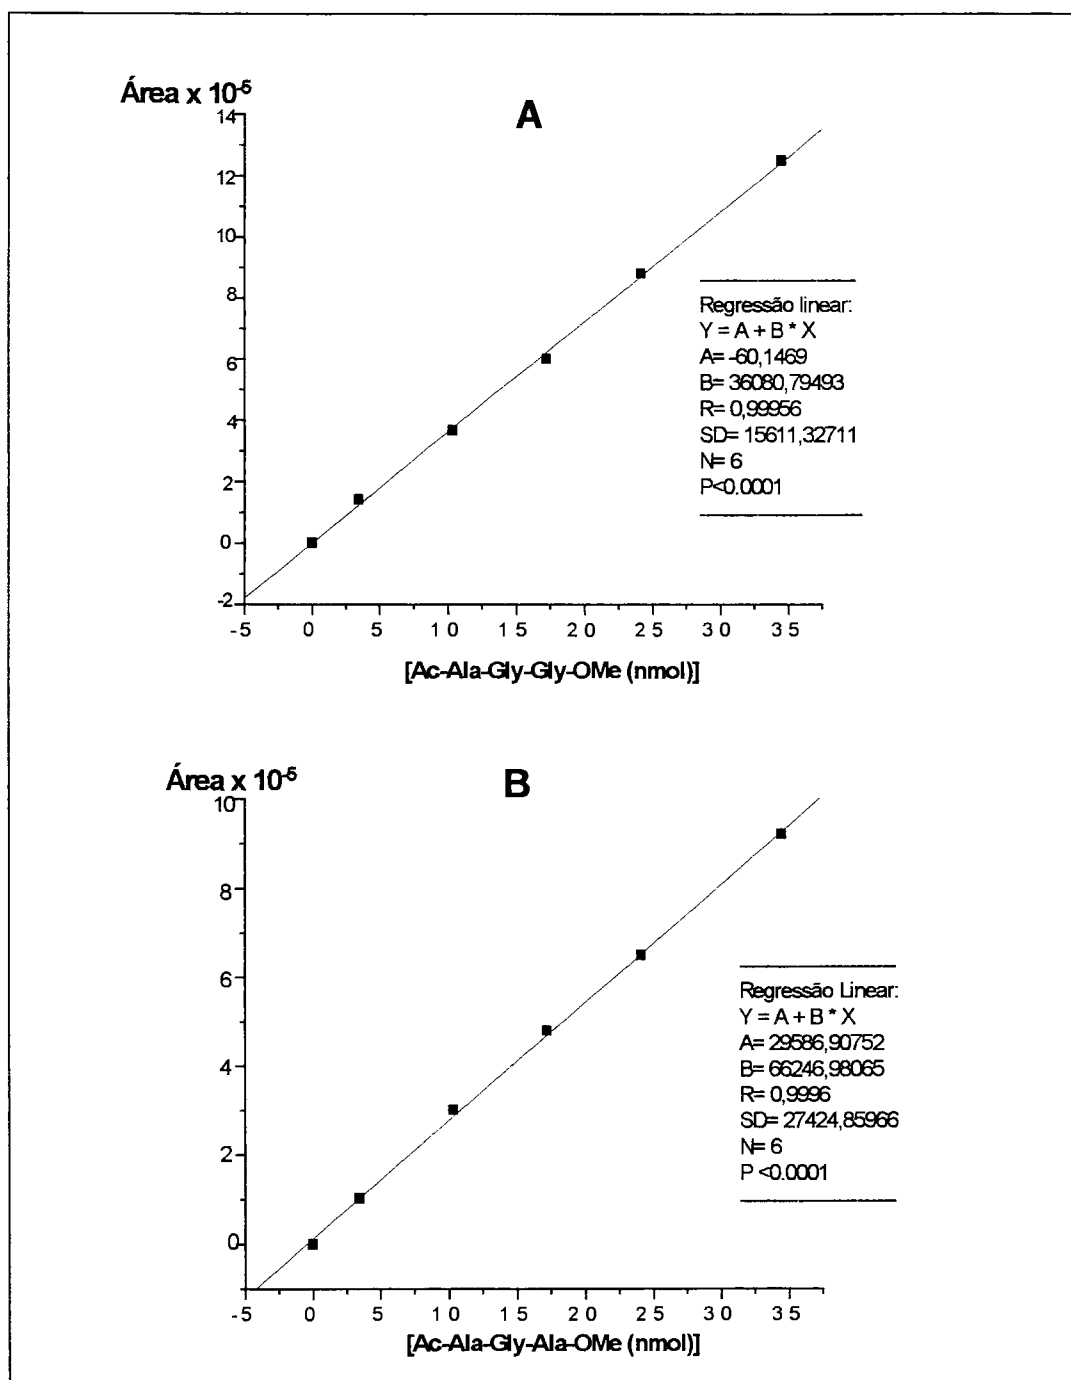 Área x 10⁻⁵
A
14
12
10
8
6
4
2
0
-2
-5 0 5 10 15 20 25 30 35
[Ac-Ala-Gly-Gly-OMe (nmol)]
Regressão linear:
Y = A + B * X
A= -60,1469
B= 36080,79493
R= 0,99956
SD= 15611,32711
N= 6
P<0.0001
Área x 10⁻⁵
B
10
8
6
4
2
0
-5 0 5 10 15 20 25 30 35
[Ac-Ala-Gly-Ala-OMe (nmol)]
Regressão Linear:
Y = A + B * X
A= 29586,90752
B= 66246,98065
R= 0,9996
SD= 27424,85966
N= 6
P <0.0001